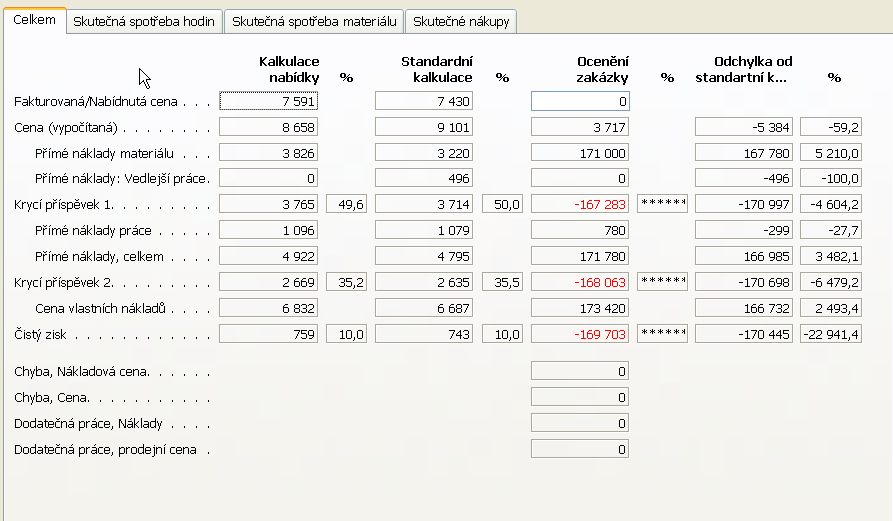 Celkem Skutečná spotřeba hodin Skutečná spotřeba materiálu Skutečné nákupy
Kalkulace nabídky % Standardní kalkulace % Ocenění zakázky % Odchylka od standartní k... %
Fakturovaná/Nabídnutá cena . . . 7 591 7 430 0
Cena (vypočítaná) . . . . . . . . 8 658 9 101 3 717 -5 384 -59,2
Přímé náklady materiálu . . . 3 826 3 220 171 000 167 780 5 210,0
Přímé náklady: Vedlejší práce. 0 496 0 -496 -100,0
Krycí příspěvek 1. . . . . . . . . 3 765 49,6 3 714 50,0 -167 283 ****** -170 997 -4 604,2
Přímé náklady práce . . . . . 1 096 1 079 780 -299 -27,7
Přímé náklady, celkem . . . . 4 922 4 795 171 780 166 985 3 482,1
Krycí příspěvek 2. . . . . . . . . 2 669 35,2 2 635 35,5 -168 063 ****** -170 698 -6 479,2
Cena vlastních nákladů . . . . 6 832 6 687 173 420 166 732 2 493,4
Čistý zisk . . . . . . . . . . . . 759 10,0 743 10,0 -169 703 ****** -170 445 -22 941,4
Chyba, Nákladová cena. . . . . . 0
Chyba, Cena. . . . . . . . . . . 0
Dodatečná práce, Náklady . . . . 0
Dodatečná práce, prodejní cena . 0